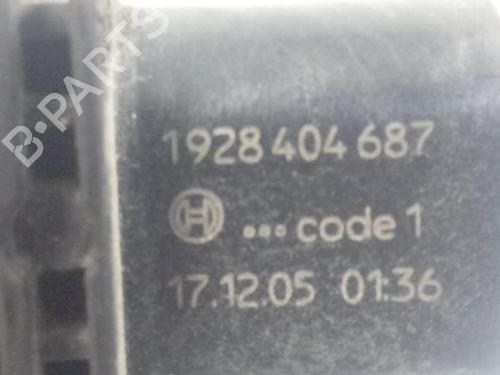 B-PARTS
1928 404 687
... code 1
17.12.05 01:36